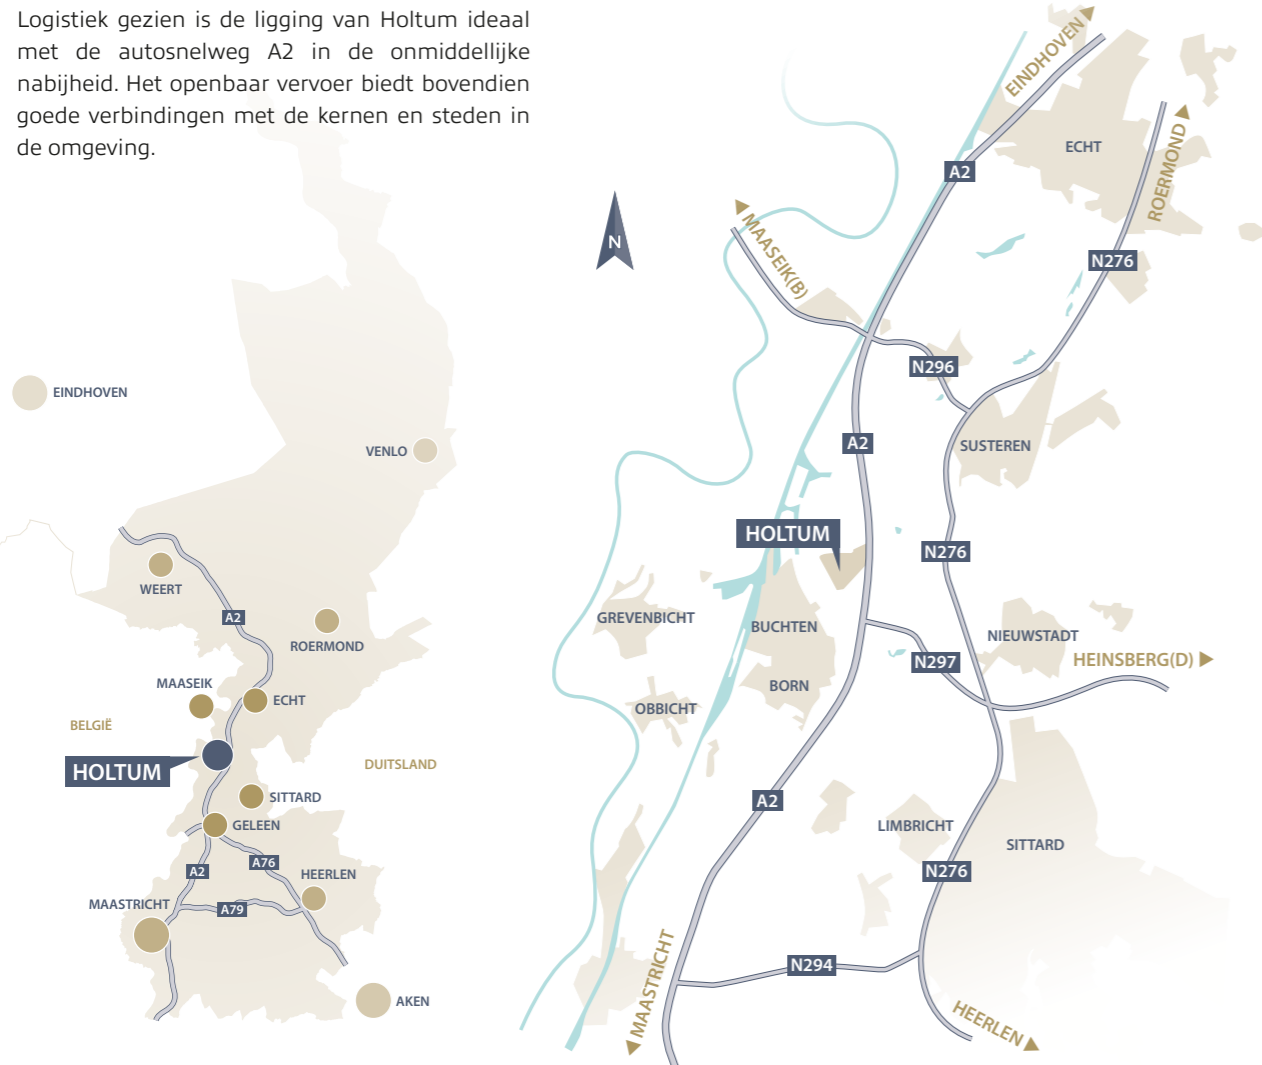 Logistiek gezien is de ligging van Holtum ideaal
met de autosnelweg A2 in de onmiddellijke
nabijheid. Het openbaar vervoer biedt bovendien
goede verbindingen met de kernen en steden in
de omgeving.
EINDHOVEN
VENLO
WEERT
A2
ROERMOND
MAASEIK
ECHT
BELGIË
HOLTUM
DUITSLAND
SITTARD
GELEEN
A2
A76
HEERLEN
MAASTRICHT
A79
AKEN
EINDHOVEN
ECHT
A2
ROERMOND
N
MAASEIK(B)
N276
N296
A2
SUSTEREN
HOLTUM
N276
GREVENBICHT
BUCHTEN
NIEUWSTADT
N297
HEINSBERG(D)
BORN
OBBICHT
A2
LIMBRICHT
SITTARD
N276
N294
MAASTRICHT
HEERLEN